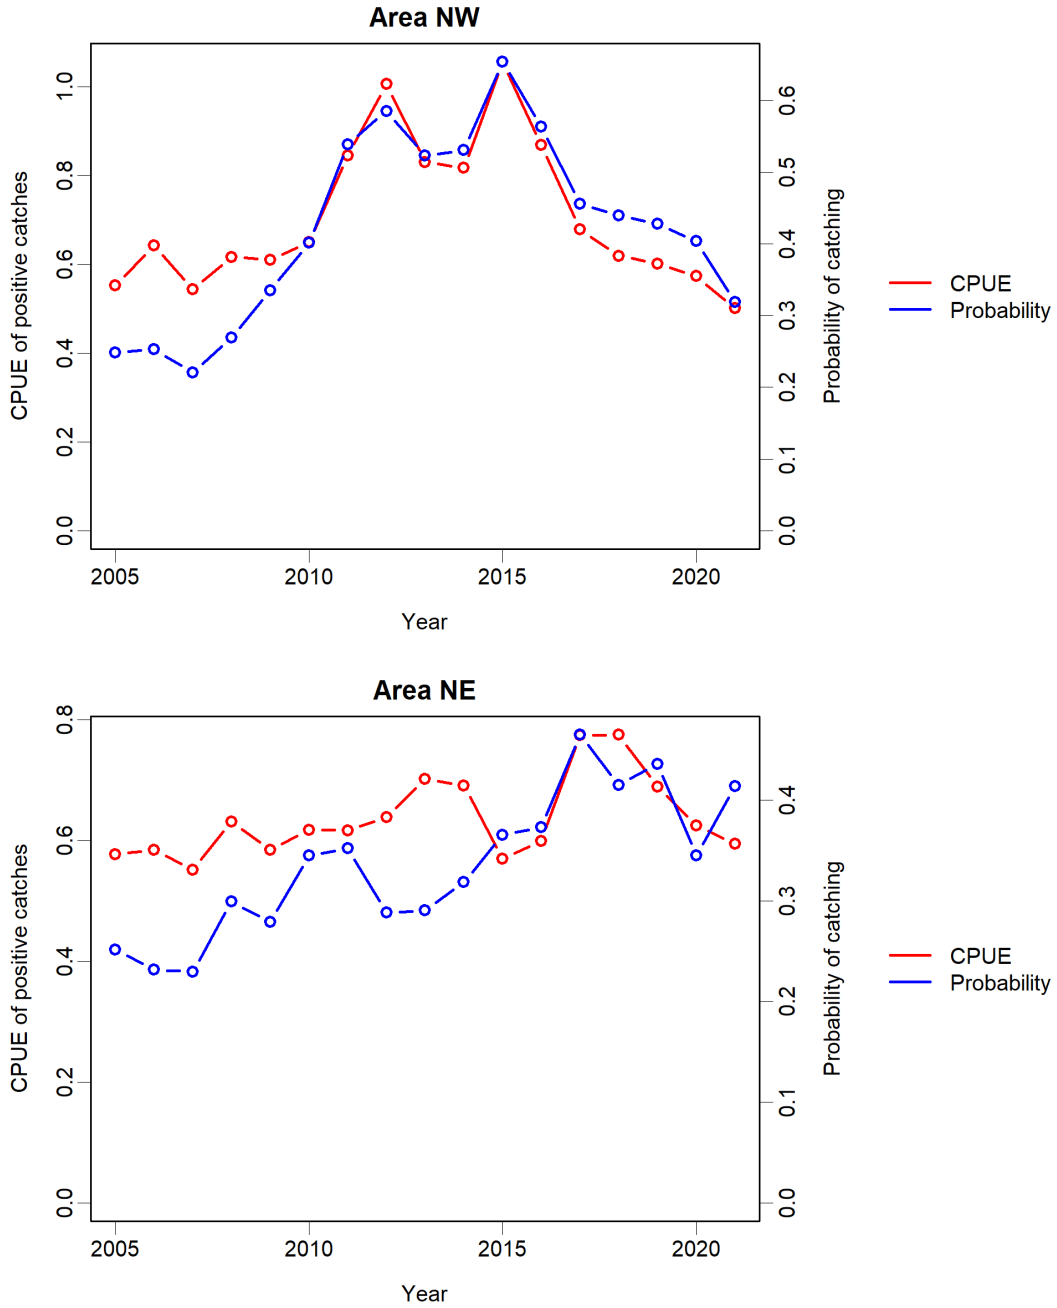 Area NW
CPUE of positive catches
0.0 0.2 0.4 0.6 0.8 1.0
Probability of catching
0.0 0.1 0.2 0.3 0.4 0.5 0.6
2005 2010 2015 2020
Year
CPUE
Probability
Area NE
CPUE of positive catches
0.0 0.2 0.4 0.6 0.8
Probability of catching
0.0 0.1 0.2 0.3 0.4
2005 2010 2015 2020
Year
CPUE
Probability